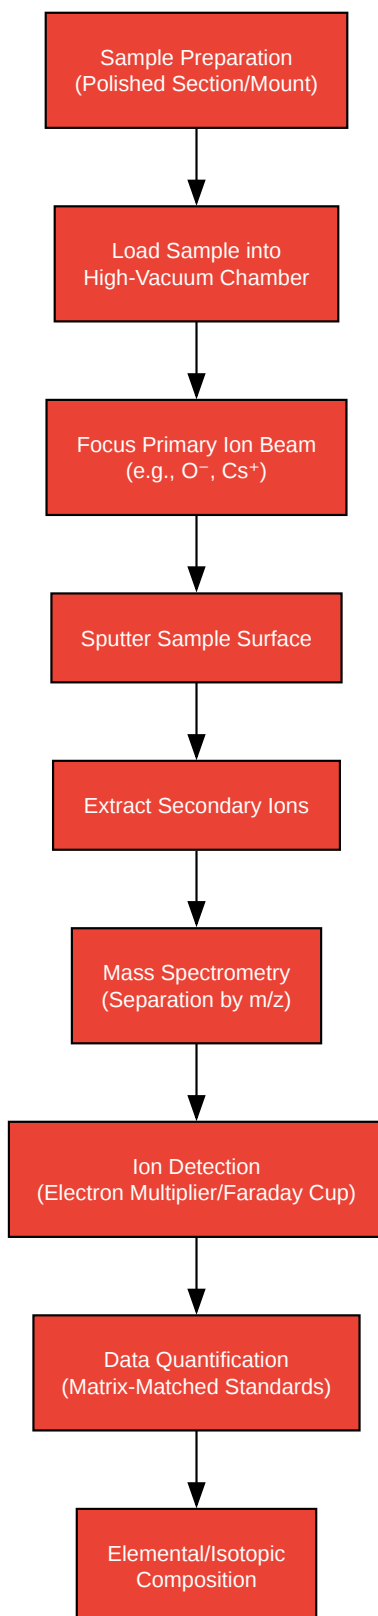 Sample Preparation
(Polished Section/Mount)
Load Sample into
High-Vacuum Chamber
Focus Primary Ion Beam
(e.g., O⁻, Cs⁺)
Sputter Sample Surface
Extract Secondary Ions
Mass Spectrometry
(Separation by m/z)
Ion Detection
(Electron Multiplier/Faraday Cup)
Data Quantification
(Matrix-Matched Standards)
Elemental/Isotopic
Composition